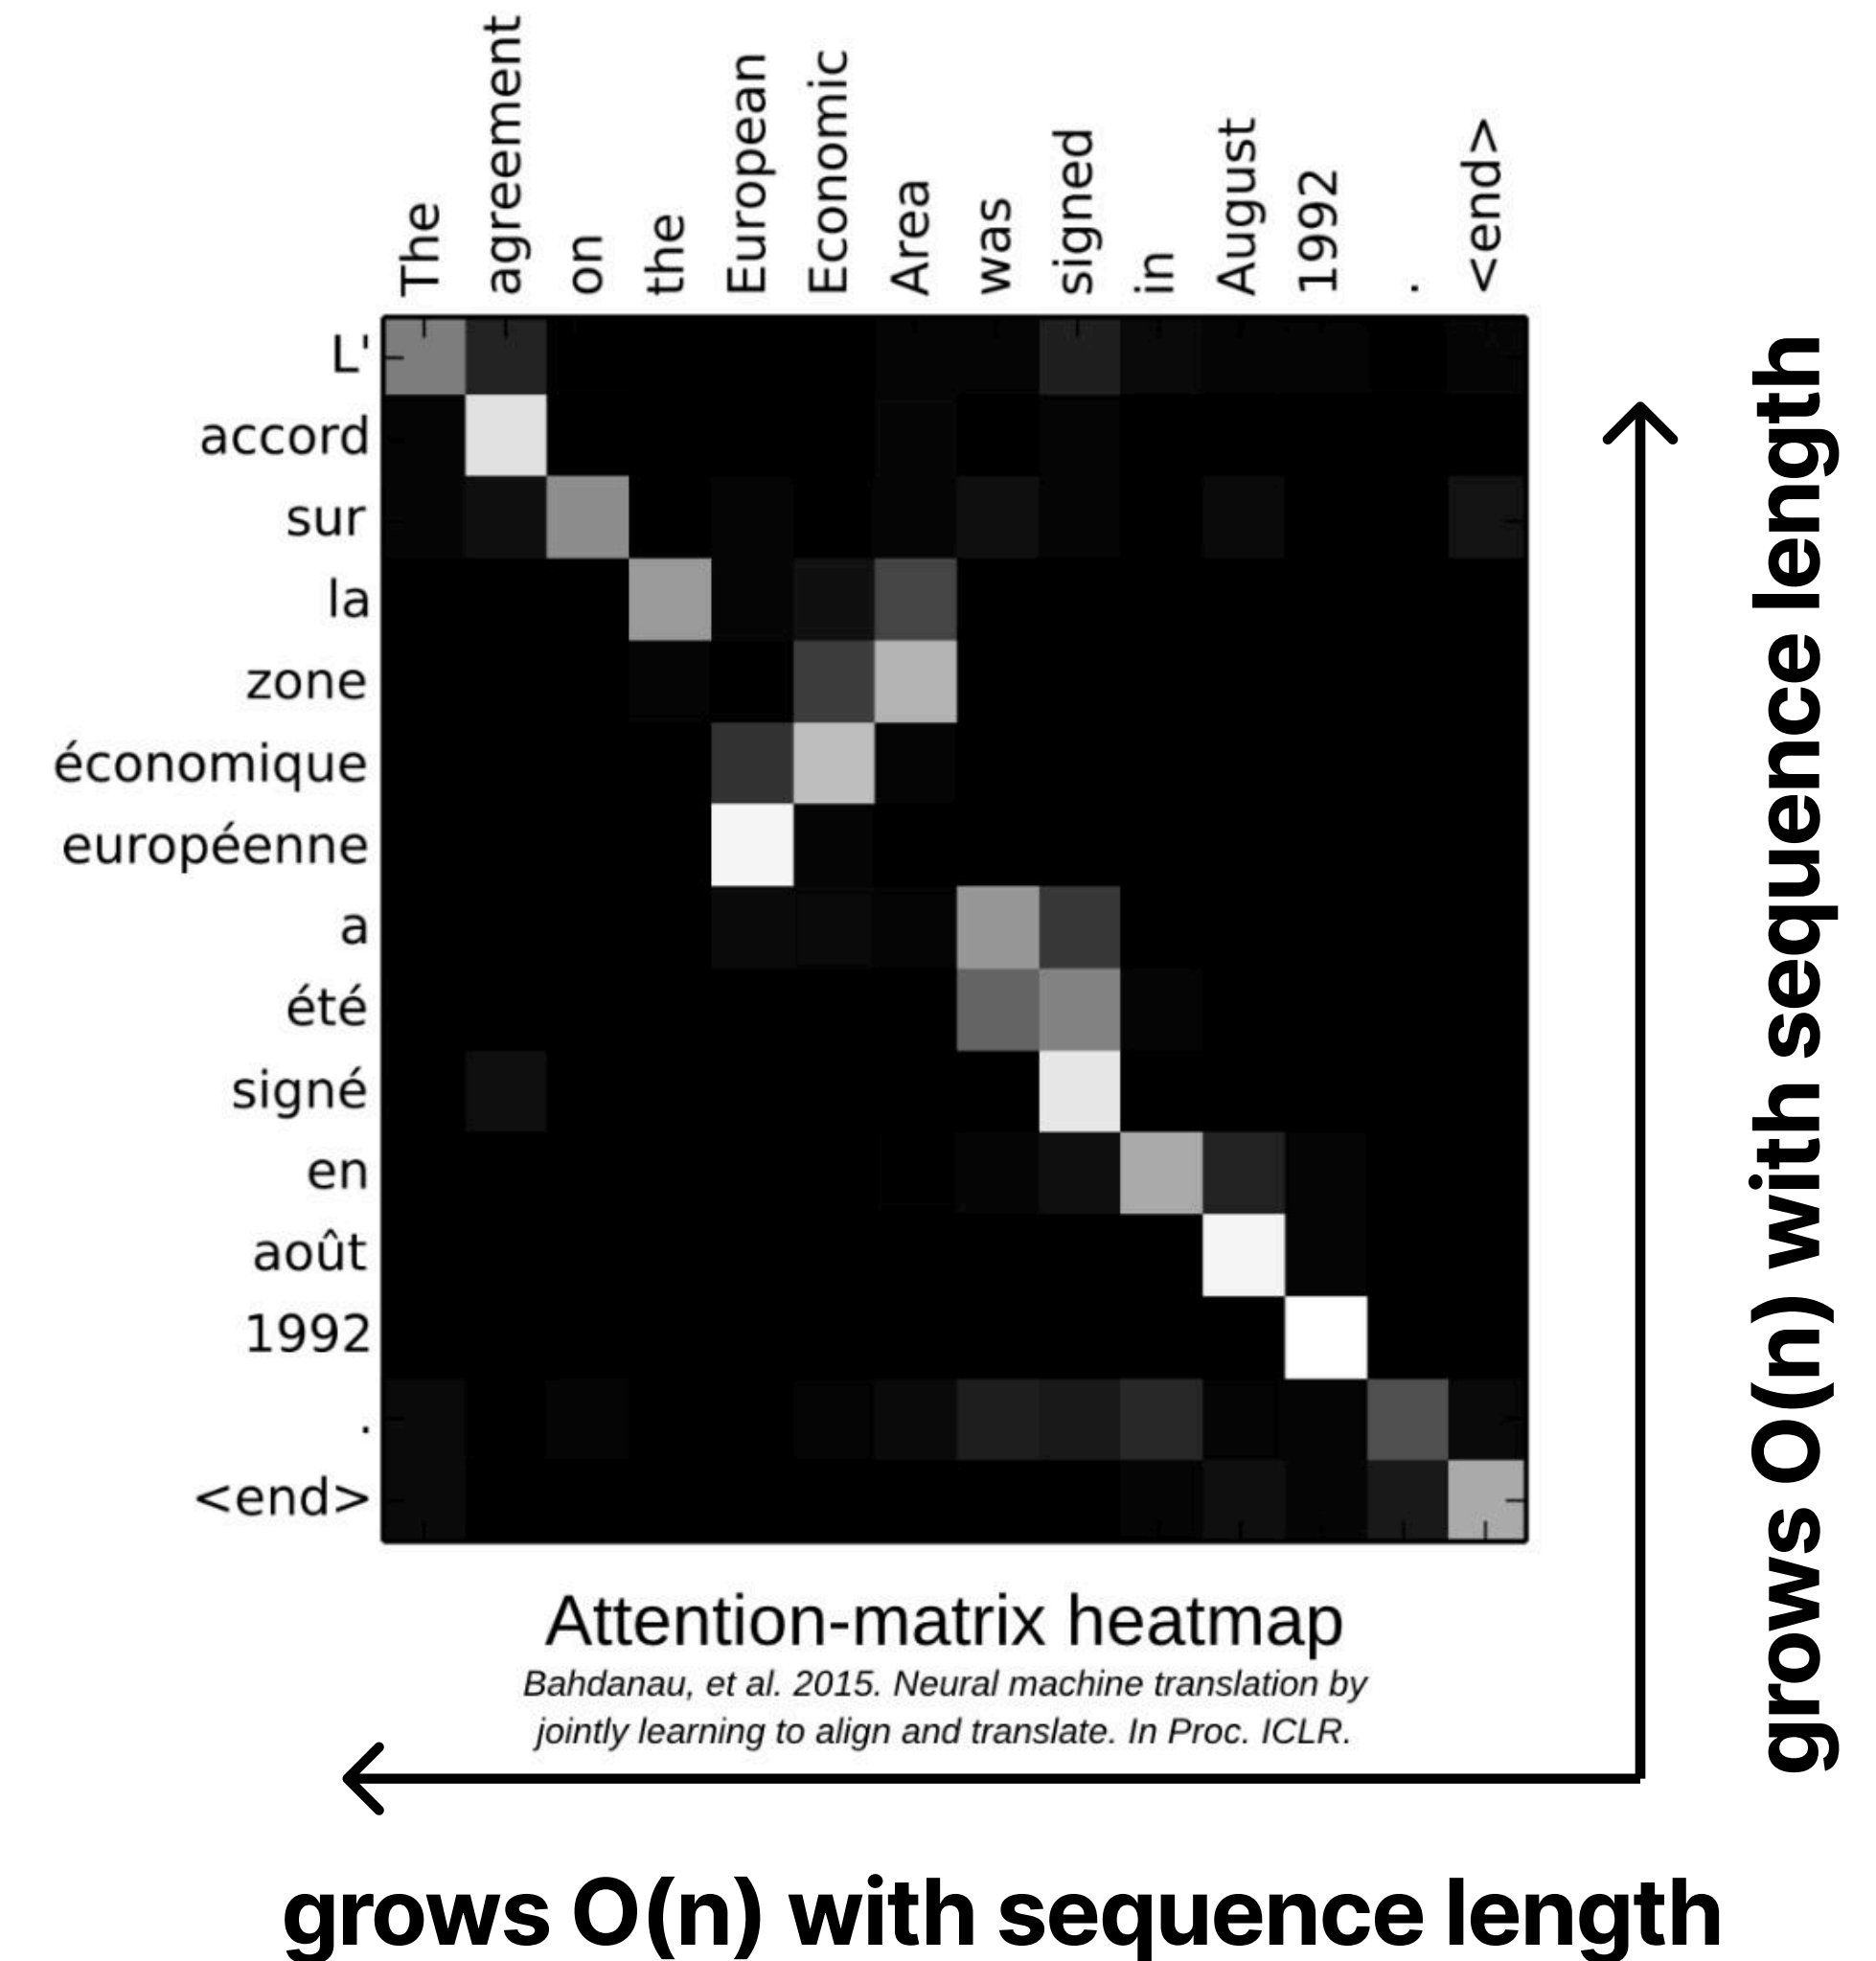 The
agreement
on
the
European
Economic
Area
was
signed
in
August
1992
.
<end>
L'
accord
sur
la
zone
économique
européenne
a
été
signé
en
août
1992
.
<end>
Attention-matrix heatmap
Bahdanau, et al. 2015. Neural machine translation by
jointly learning to align and translate. In Proc. ICLR.
grows O(n) with sequence length
grows O(n) with sequence length